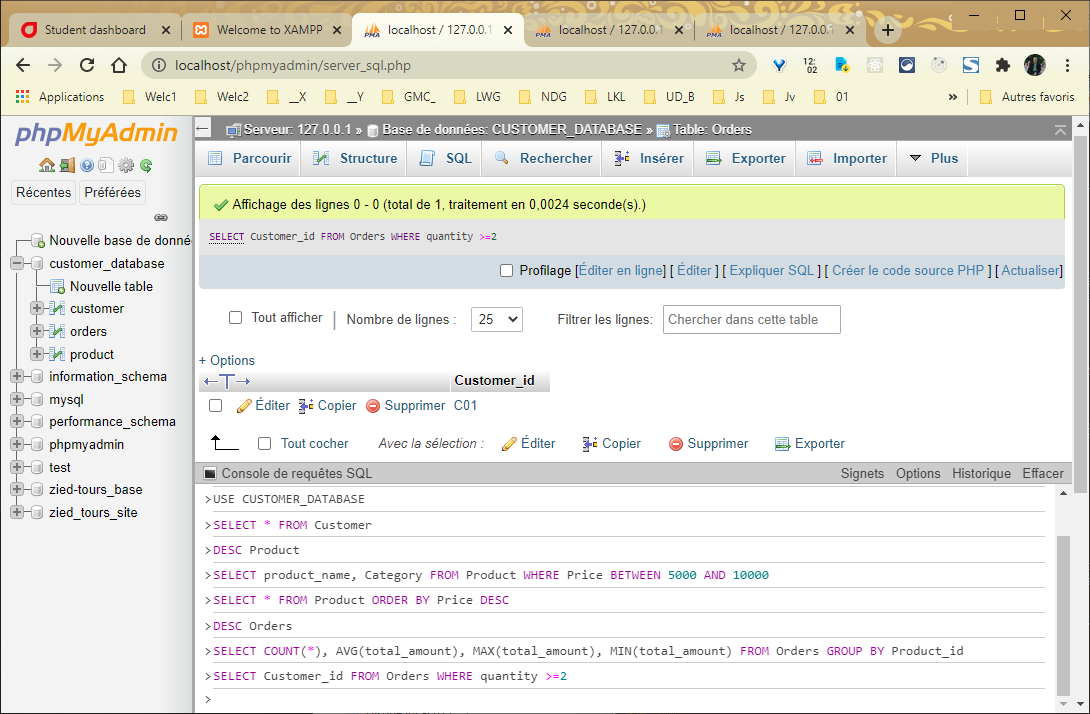 Student dashboard
Welcome to XAMPP
localhost / 127.0.0.1
localhost / 127.0.0.1
localhost / 127.0.0.1
localhost/phpmyadmin/server_sql.php
12: 02
Applications Welc1 Welc2 __X __Y GMC_ LWG NDG LKL UD_B Js Jv 01 » Autres favoris
phpMyAdmin
Récentes Préférées
Nouvelle base de donné
customer_database
Nouvelle table
customer
orders
product
information_schema
mysql
performance_schema
phpmyadmin
test
zied-tours_base
zied_tours_site
Serveur: 127.0.0.1 » Base de données: CUSTOMER_DATABASE » Table: Orders
Parcourir Structure SQL Rechercher Insérer Exporter Importer Plus
Affichage des lignes 0 - 0 (total de 1, traitement en 0,0024 seconde(s).)
SELECT Customer_id FROM Orders WHERE quantity >=2
Profilage [Éditer en ligne] [ Éditer ] [ Expliquer SQL ] [ Créer le code source PHP ] [ Actualiser]
Tout afficher | Nombre de lignes : 25 Filtrer les lignes: Chercher dans cette table
+ Options
←T→ Customer_id
Éditer Copier Supprimer C01
Tout cocher Avec la sélection : Éditer Copier Supprimer Exporter
Console de requêtes SQL Signets Options Historique Effacer
>USE CUSTOMER_DATABASE
>SELECT * FROM Customer
>DESC Product
>SELECT product_name, Category FROM Product WHERE Price BETWEEN 5000 AND 10000
>SELECT * FROM Product ORDER BY Price DESC
>DESC Orders
>SELECT COUNT(*), AVG(total_amount), MAX(total_amount), MIN(total_amount) FROM Orders GROUP BY Product_id
>SELECT Customer_id FROM Orders WHERE quantity >=2
>